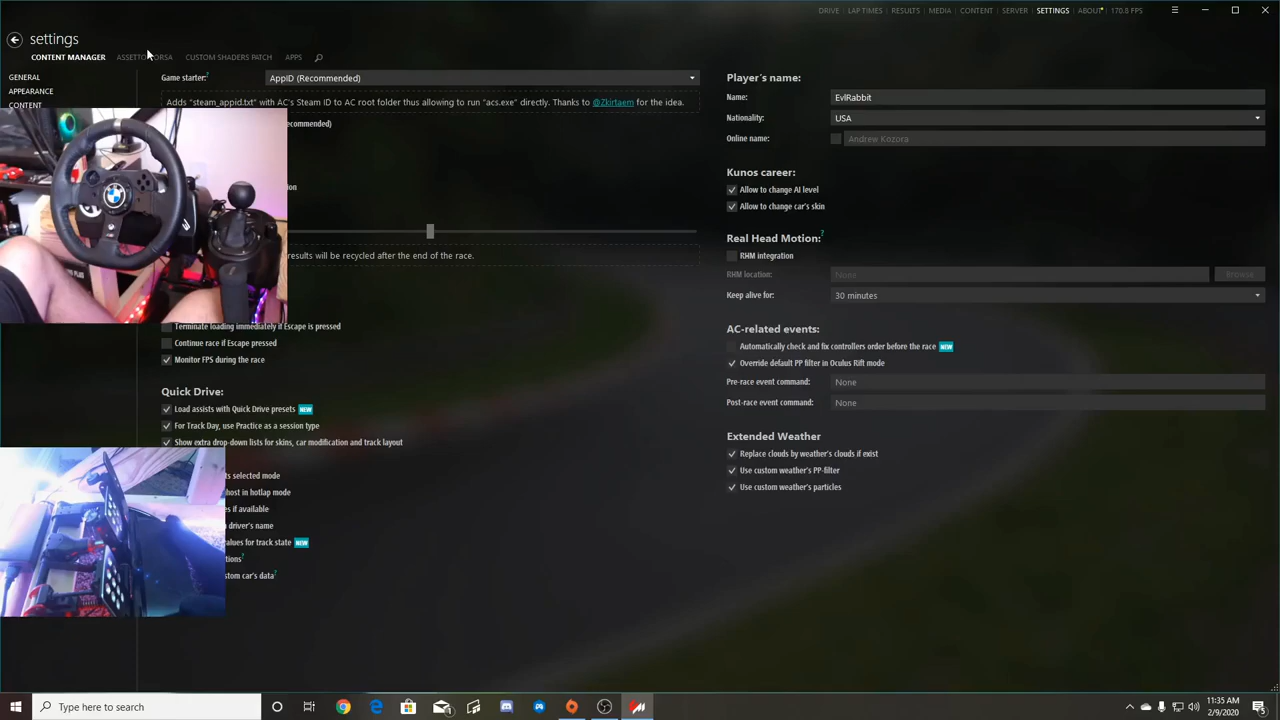 DRIVE LAP TIMES RESULTS MEDIA CONTENT SERVER SETTINGS ABOUT 170.8 FPS
settings
CONTENT MANAGER ASSETTO CORSA CUSTOM SHADERS PATCH APPS
GENERAL
APPEARANCE
CONTENT
Game starter:? AppID (Recommended)
Adds "steam_appid.txt" with AC's Steam ID to AC root folder thus allowing to run "acs.exe" directly. Thanks to @Zkirtaem for the idea.
results will be recycled after the end of the race.
Terminate loading immediately if Escape is pressed
Continue race if Escape pressed
Monitor FPS during the race
Quick Drive:
Load assists with Quick Drive presets NEW
For Track Day, use Practice as a session type
Show extra drop-down lists for skins, car modification and track layout
selected mode
ghost in hotlap mode
if available
driver's name
values for track state NEW
car's data?
Player's name:
Name: EvlRabbit
Nationality: USA
Online name: Andrew Kozora
Kunos career:
Allow to change AI level
Allow to change car's skin
Real Head Motion:?
RHM integration
RHM location: None Browse
Keep alive for: 30 minutes
AC-related events:
Automatically check and fix controllers order before the race NEW
Override default PP filter in Oculus Rift mode
Pre-race event command: None
Post-race event command: None
Extended Weather
Replace clouds by weather's clouds if exist
Use custom weather's PP-filter
Use custom weather's particles
Type here to search
11:35 AM
2/9/2020